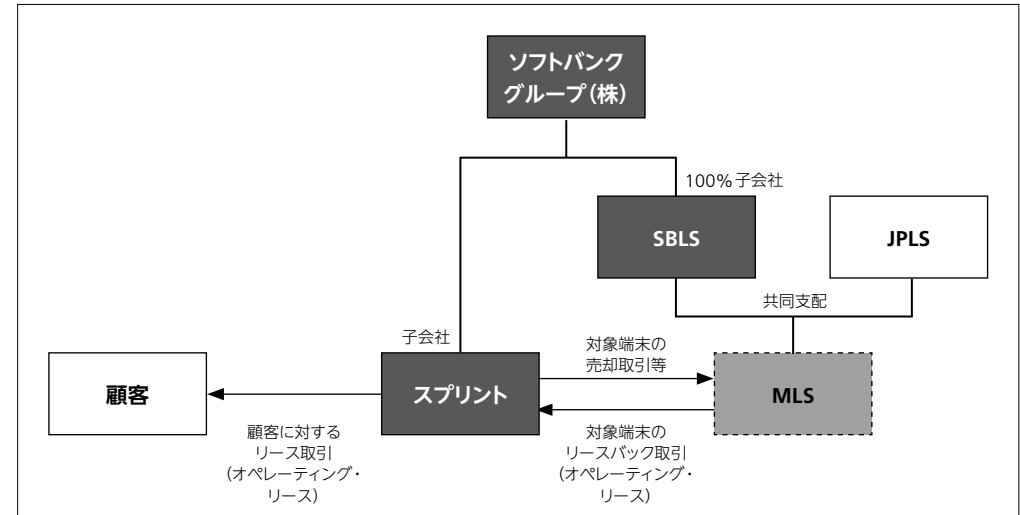 ソフトバンク
グループ(株)
100%子会社
SBLS
JPLS
共同支配
子会社
対象端末の
売却取引等
顧客
スプリント
MLS
顧客に対する
リース取引
(オペレーティング・
リース)
対象端末の
リースバック取引
(オペレーティング・
リース)